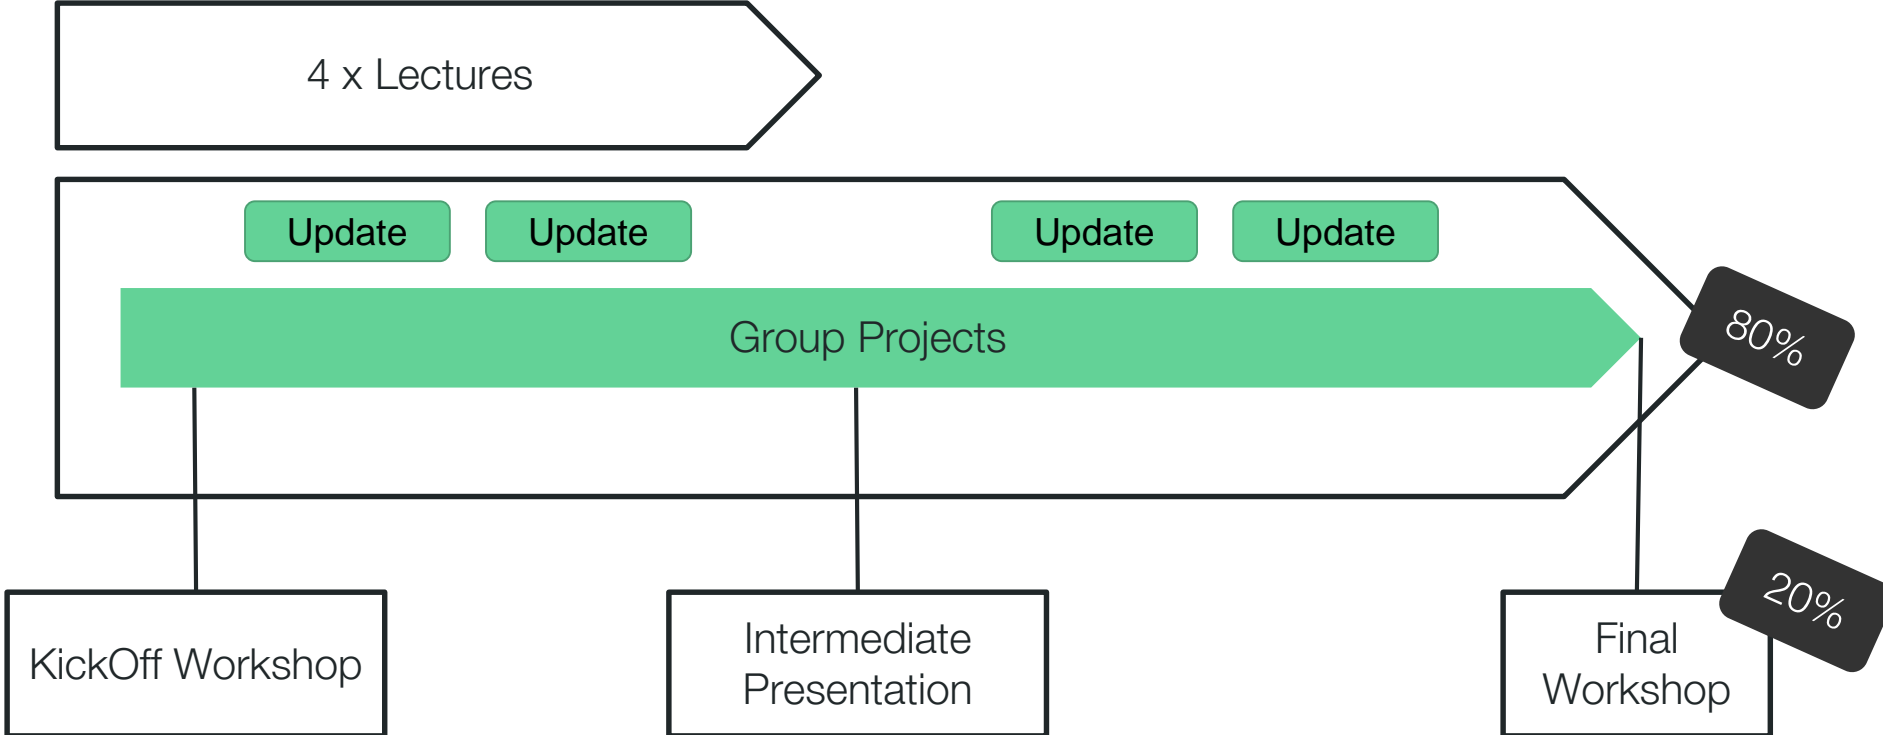 4 x Lectures
Update
Update
Update
Update
Group Projects
80%
20%
KickOff Workshop
Intermediate
Presentation
Final
Workshop